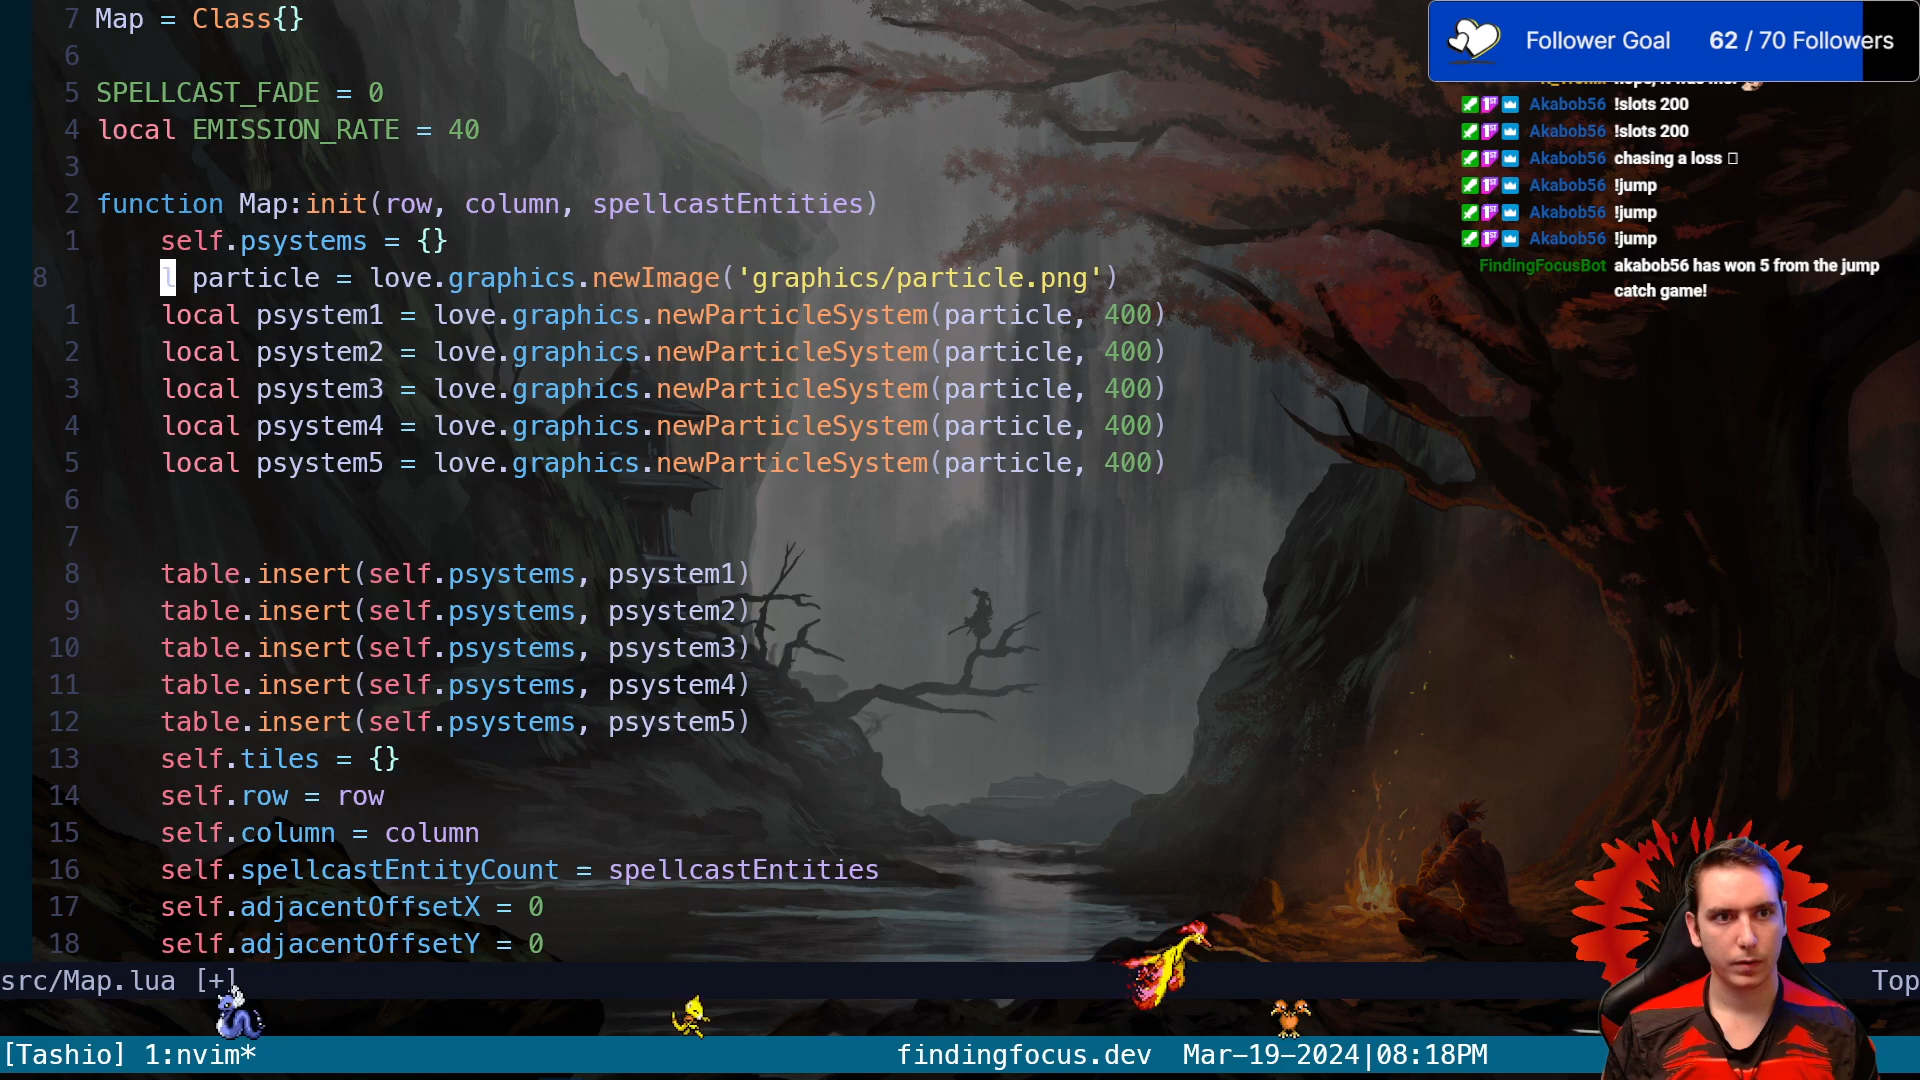 7 Map = Class{}
6
5 SPELLCAST_FADE = 0
4 local EMISSION_RATE = 40
3
2 function Map:init(row, column, spellcastEntities)
1 self.psystems = {}
8 l particle = love.graphics.newImage('graphics/particle.png')
1 local psystem1 = love.graphics.newParticleSystem(particle, 400)
2 local psystem2 = love.graphics.newParticleSystem(particle, 400)
3 local psystem3 = love.graphics.newParticleSystem(particle, 400)
4 local psystem4 = love.graphics.newParticleSystem(particle, 400)
5 local psystem5 = love.graphics.newParticleSystem(particle, 400)
6
7
8 table.insert(self.psystems, psystem1)
9 table.insert(self.psystems, psystem2)
10 table.insert(self.psystems, psystem3)
11 table.insert(self.psystems, psystem4)
12 table.insert(self.psystems, psystem5)
13 self.tiles = {}
14 self.row = row
15 self.column = column
16 self.spellcastEntityCount = spellcastEntities
17 self.adjacentOffsetX = 0
18 self.adjacentOffsetY = 0
src/Map.lua [+]
Top
[Tashio] 1:nvim*
findingfocus.dev Mar-19-2024|08:18PM
Follower Goal 62 / 70 Followers
Akabob56 !slots 200
Akabob56 !slots 200
Akabob56 chasing a loss
Akabob56 !jump
Akabob56 !jump
Akabob56 !jump
FindingFocusBot akabob56 has won 5 from the jump
catch game!